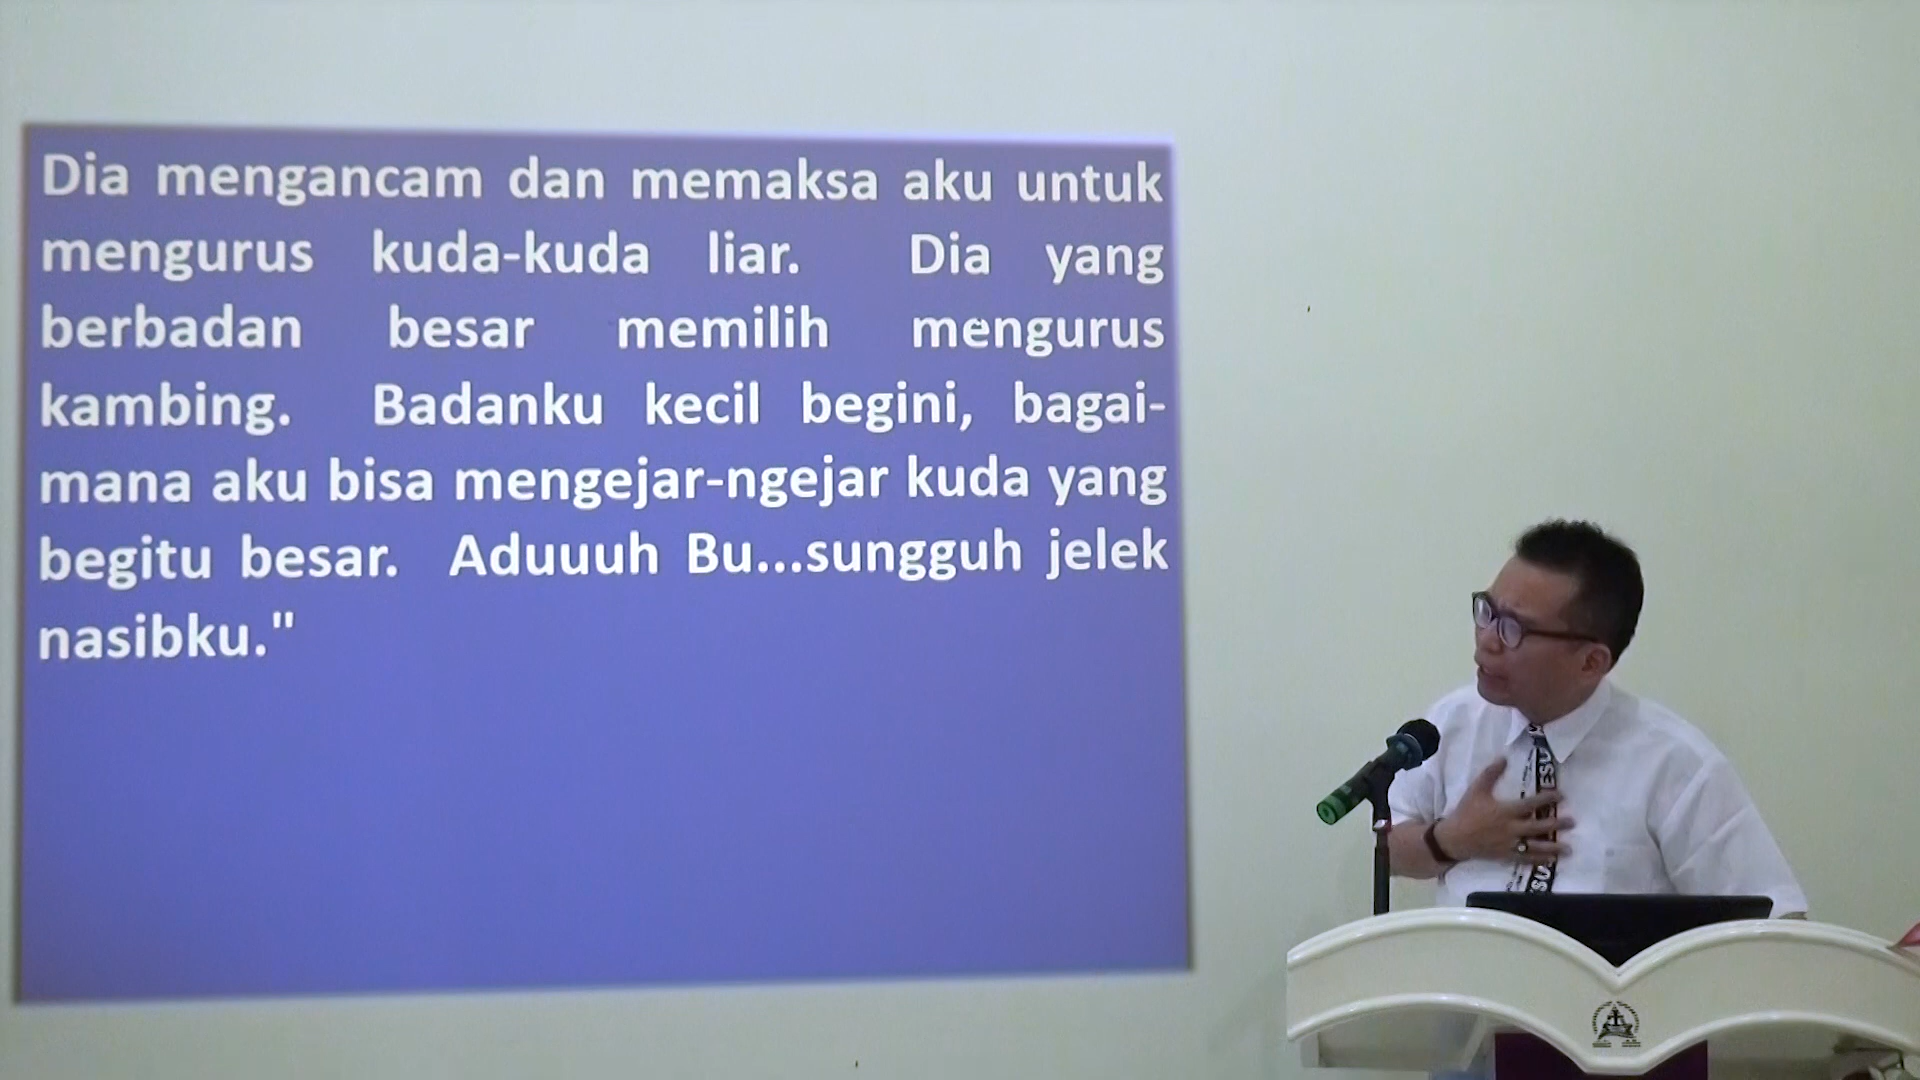 Dia mengancam dan memaksa aku untuk
mengurus kuda-kuda liar. Dia yang
berbadan besar memilih mengurus
kambing. Badanku kecil begini, bagai-
mana aku bisa mengejar-ngejar kuda yang
begitu besar. Aduuuh Bu...sungguh jelek
nasibku."